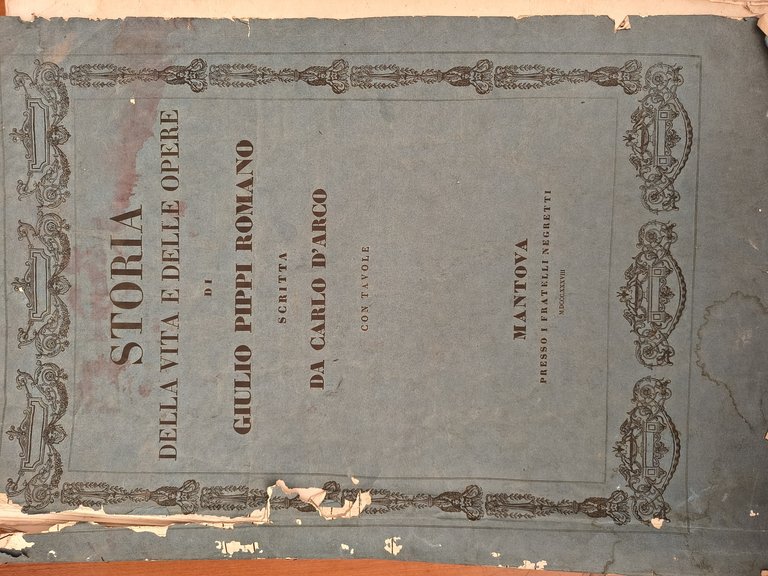 STORIA
DELLA VITA E DELLE OPERE
DI
GIULIO PIPPI ROMANO
SCRITTA
DA CARLO D'ARCO
CON TAVOLE
MANTOVA
PRESSO I FRATELLI NEGRETTI
MDCCCXXXVIII